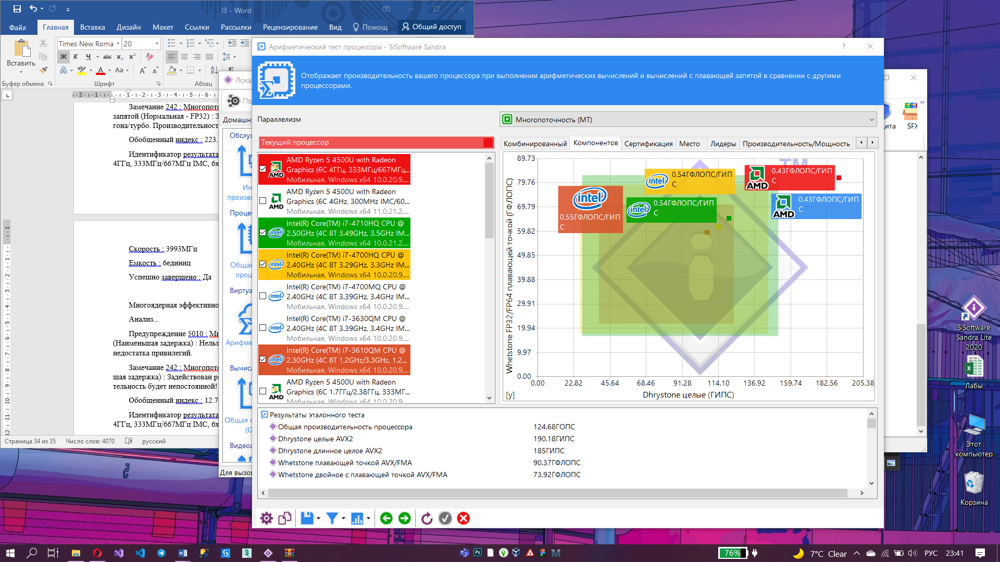 l3 - Word
Файл
Главная
Вставка
Дизайн
Макет
Ссылки
Рассылки
Рецензирование
Вид
Помощ
Общий доступ
Вставить
Times New Roma
20
Буфер обмена
Шрифт
Абзац
Замечание 242 : Многопото
запятой (Нормальная - FP32) : З
гона/турбо. Производительност
Обобщенный индекс : 223.
Идентификатор результата
4ГГц, 333МГц/667МГц IMC, 6x
Скорость : 3993МГц
Емкость : бединиц
Успешно завершено : Да
Многоядерная эффективно
Анализ...
Предупреждение 5010 : Мн
(Наименьшая задержка) : Нельз
недостатка привилегий.
Замечание 242 : Многопото
шая задержка) : Задействован р
тельность будет непостоянной!
Обобщенный индекс : 12.7
Идентификатор результата
4ГГц, 333МГц/667МГц IMC, 6x
Страница 34 из 35
Число слов: 4070
русский
Лока
По
Домашня
Обслуж
Ин
произв
Процес
Общая
проц
Виртуа
Арифме
Вычисл
Общая с
(G
Видеоа
Для вызо
Арифметический тест процессора - SiSoftware Sandra
Отображает производительность вашего процессора при выполнении арифметических вычислений и вычислений с плавающей запятой в сравнении с другими
процессорами.
Параллелизм
Многопоточность (МТ)
Текущий процессор
AMD Ryzen 5 4500U with Radeon
Graphics (6C 4ГГц, 333МГц/667МГц...
Мобильная, Windows x64 10.0.20.9,...
AMD Ryzen 5 4500U with Radeon
Graphics (6C 4GHz, 300MHz IMC/60...
Мобильная, Windows x64 11.0.21.2,...
Intel(R) Core(TM) i7-4710HQ CPU @
2.50GHz (4C 8T 3.49GHz, 3.5GHz IM...
Мобильная, Windows x64 10.0.21.2,...
Intel(R) Core(TM) i7-4700HQ CPU @
2.40GHz (4C 8T 3.29GHz, 3.3GHz IM...
Мобильная, Windows x64 10.0.20.9,...
Intel(R) Core(TM) i7-4700MQ CPU @
2.40GHz (4C 8T 3.39GHz, 3.4GHz IM...
Мобильная, Windows x64 10.0.20.9,...
Intel(R) Core(TM) i7-3630QM CPU @
2.40GHz (4C 8T 3.39GHz, 3.4GHz IM...
Мобильная, Windows x64 10.0.20.9,...
Intel(R) Core(TM) i7-3610QM CPU @
2.30GHz (4C 8T 1.2GHz/3.3GHz, 1.2...
Мобильная, Windows x64 10.0.20.9,...
AMD Ryzen 5 4500U with Radeon
Graphics (6C 1.7ГГц/2.38ГГц, 333МГ...
Мобильная, Windows x64 10.0.20.9
Комбинированный
Компонентов
Сертификация
Место
Лидеры
Производительность/Мощность
Whetstone FP32/FP64 плавающей точкой (ГФЛОПС)
89.73
79.76
69.79
59.82
49.85
39.88
29.91
19.94
9.97
0.00
0.00
22.82
45.64
68.46
91.28
114.10
136.92
159.74
182.56
205.38
[y]
Dhrystone целые (ГИПС)
TM
intel
0.55ГФЛОПС/ГИП
С
intel
0.54ГФЛОПС/ГИП
С
intel
0.54ГФЛОПС/ГИП
С
AMD
0.43ГФЛОПС/ГИП
С
AMD
0.43ГФЛОПС/ГИП
С
Результаты эталонного теста
Общая производительность процессора 124.68ГОПС
Dhrystone целые AVX2 190.18ГИПС
Dhrystone длинное целое AVX2 185ГИПС
Whetstone плавающей точкой AVX/FMA 90.37ГФЛОПС
Whetstone двойное с плавающей точкой AVX/FMA 73.92ГФЛОПС
ита
SFX
SiSoftware
Sandra Lite
2020
Лабы
Этот
компьютер
Корзина
76%
7°C Clear
РУС
23:41